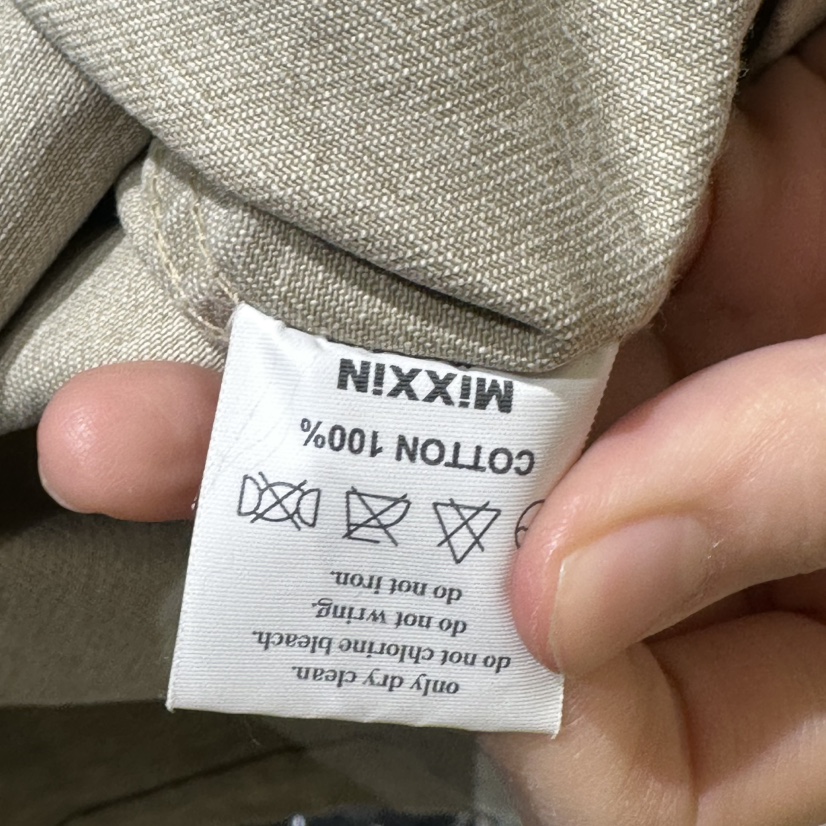 MiXXiN
COTTON 100%
only dry clean.
do not chlorine bleach.
do not wring.
do not iron.